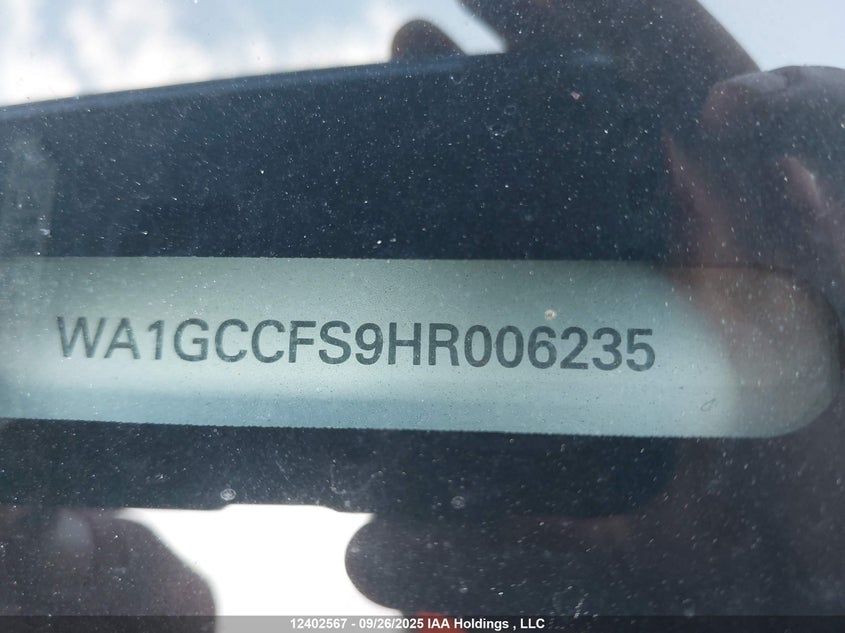 WA1GCCFS9HR006235
12402567 - 09/26/2025 IAA Holdings , LLC